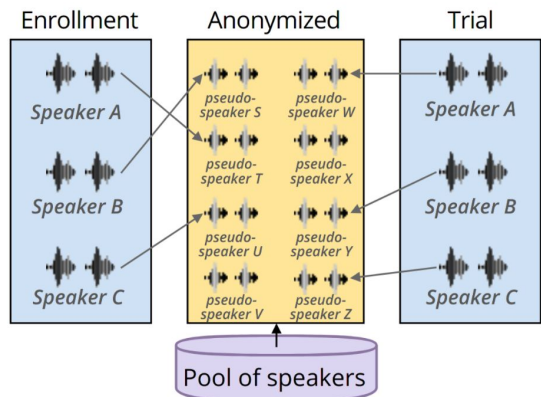 Enrollment
Anonymized
Trial
Speaker A
Speaker B
Speaker C
pseudo-
speaker S
pseudo-
speaker W
pseudo-
speaker T
pseudo-
speaker X
pseudo-
speaker U
pseudo-
speaker Y
pseudo-
speaker V
pseudo-
speaker Z
Speaker A
Speaker B
Speaker C
Pool of speakers